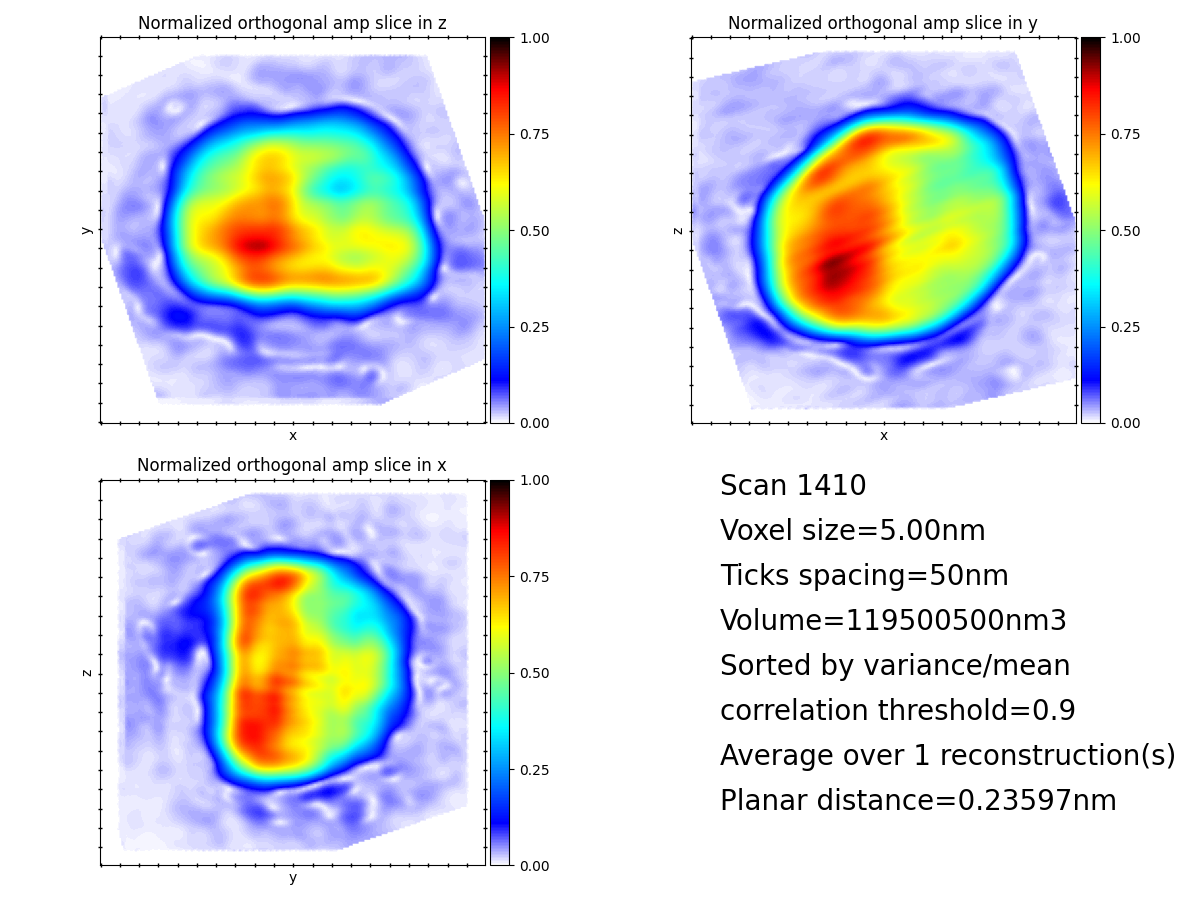 Normalized orthogonal amp slice in z
y
x
1.00
0.75
0.50
0.25
0.00
Normalized orthogonal amp slice in y
z
x
1.00
0.75
0.50
0.25
0.00
Normalized orthogonal amp slice in x
z
y
1.00
0.75
0.50
0.25
0.00
Scan 1410
Voxel size=5.00nm
Ticks spacing=50nm
Volume=119500500nm3
Sorted by variance/mean
correlation threshold=0.9
Average over 1 reconstruction(s)
Planar distance=0.23597nm